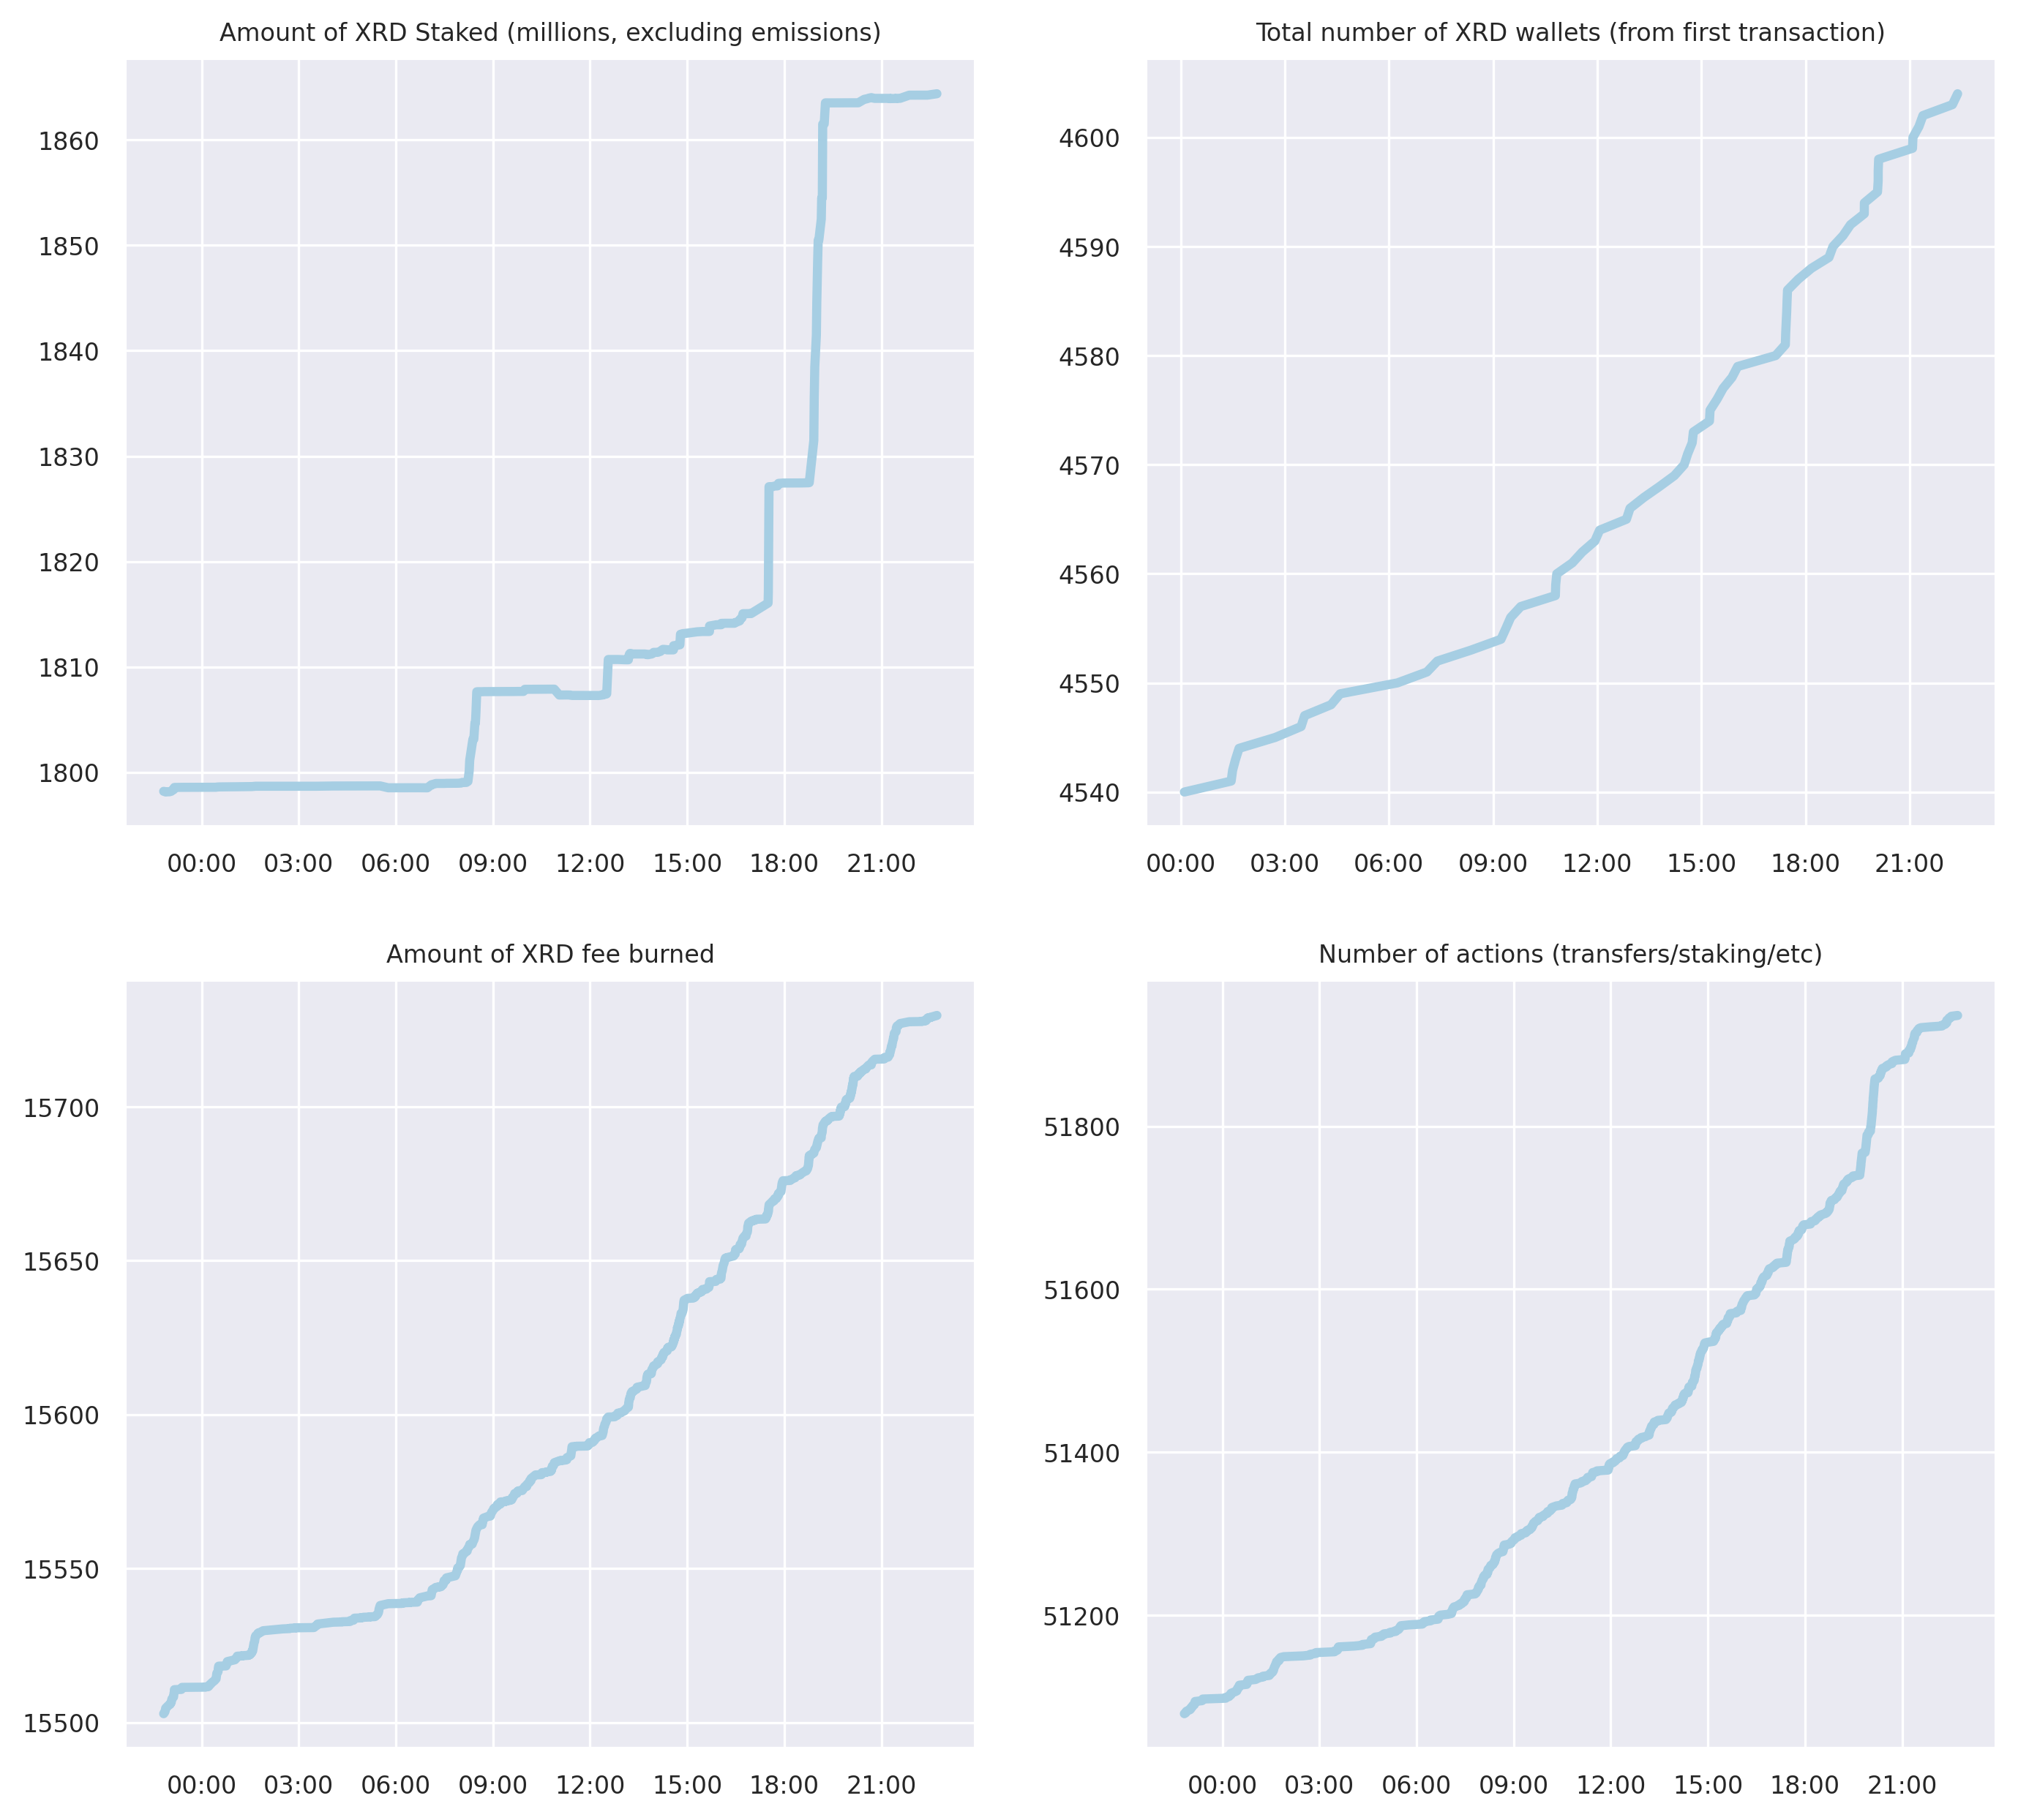 Amount of XRD Staked (millions, excluding emissions)
1860
1850
1840
1830
1820
1810
1800
00:00 03:00 06:00 09:00 12:00 15:00 18:00 21:00
Total number of XRD wallets (from first transaction)
4600
4590
4580
4570
4560
4550
4540
00:00 03:00 06:00 09:00 12:00 15:00 18:00 21:00
Amount of XRD fee burned
15700
15650
15600
15550
15500
00:00 03:00 06:00 09:00 12:00 15:00 18:00 21:00
Number of actions (transfers/staking/etc)
51800
51600
51400
51200
00:00 03:00 06:00 09:00 12:00 15:00 18:00 21:00